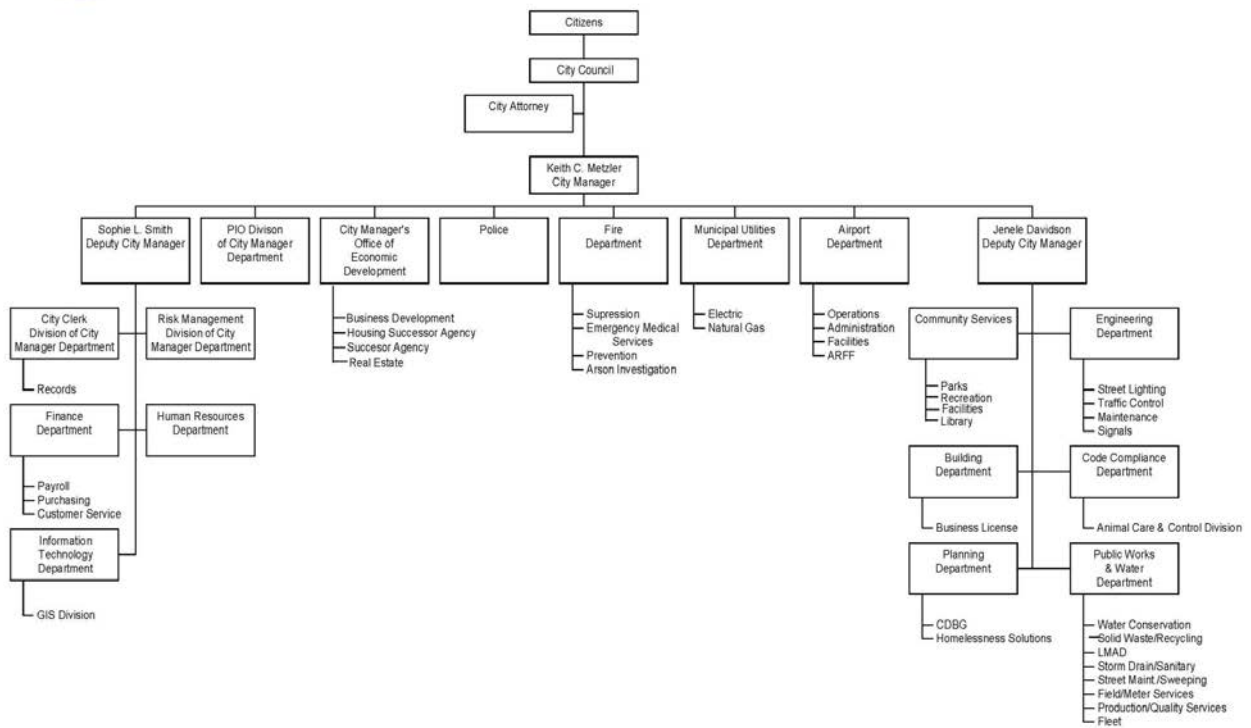 Citizens
City Council
City Attorney
Keith C. Metzler
City Manager
Sophie L. Smith
Deputy City Manager
PIO Divison
of City Manager
Department
City Manager's
Office of
Economic
Development
Police
Fire
Department
Municipal Utilities
Department
Airport
Department
Jenele Davidson
Deputy City Manager
City Clerk
Division of City
Manager Department
Risk Management
Division of City
Manager Department
Records
Finance
Department
Human Resources
Department
Payroll
Purchasing
Customer Service
Information
Technology
Department
GIS Division
Business Development
Housing Successor Agency
Succesor Agency
Real Estate
Supression
Emergency Medical
Services
Prevention
Arson Investigation
Electric
Natural Gas
Operations
Administration
Facilities
ARFF
Community Services
Engineering
Department
Parks
Recreation
Facilities
Library
Street Lighting
Traffic Control
Maintenance
Signals
Building
Department
Code Compliance
Department
Business License
Animal Care & Control Division
Planning
Department
Public Works
& Water
Department
CDBG
Homelessness Solutions
Water Conservation
Solid Waste/Recycling
LMAD
Storm Drain/Sanitary
Street Maint./Sweeping
Field/Meter Services
Production/Quality Services
Fleet